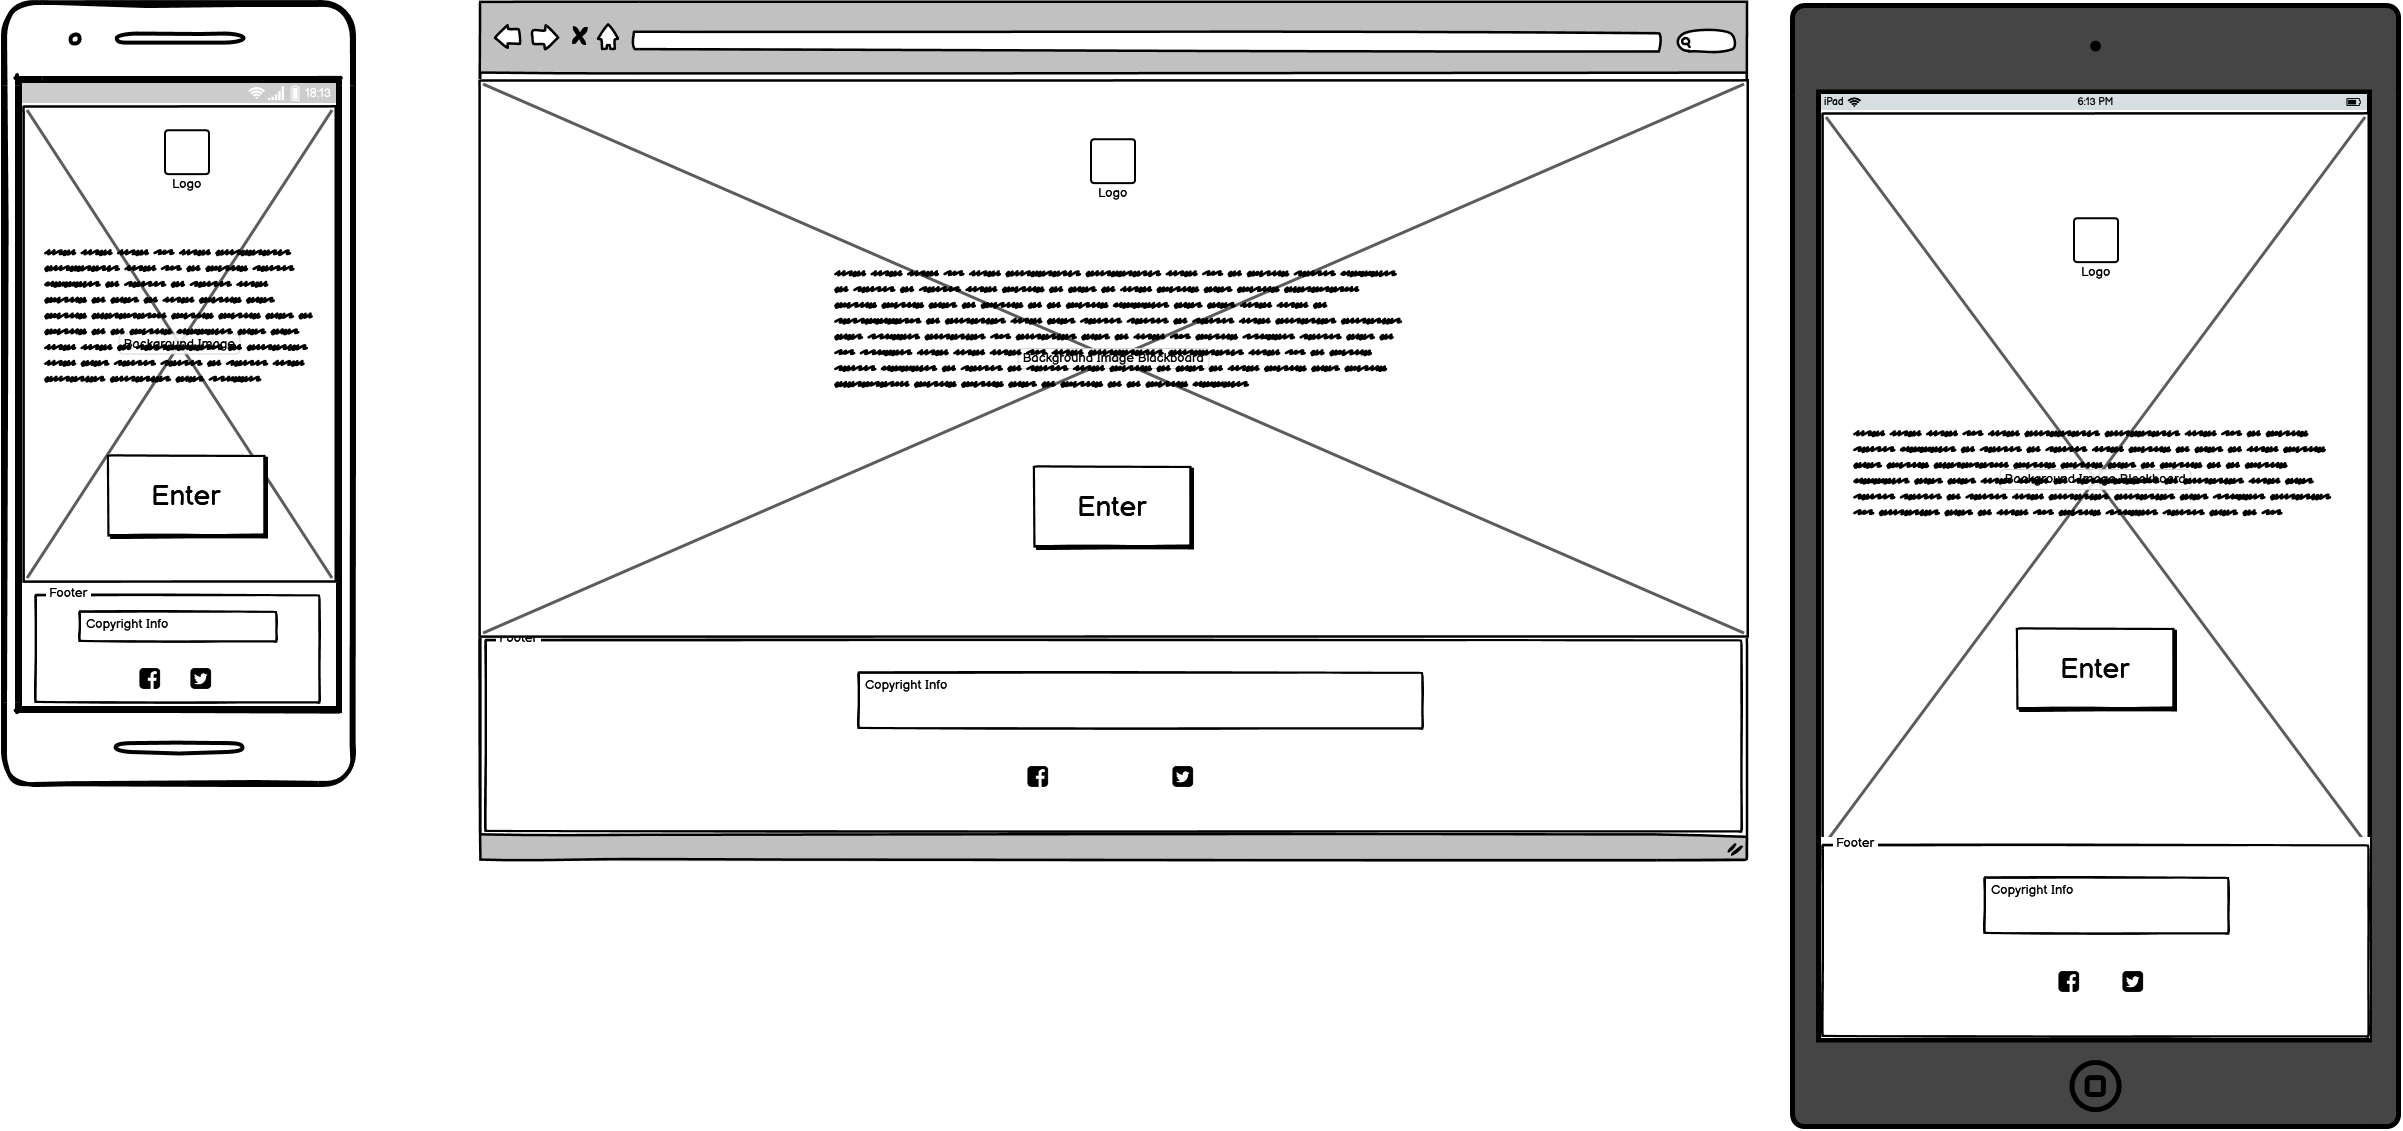 18:13
Logo
Background Image
Enter
Footer
Copyright Info
Logo
Background Image Blackboard
Enter
Footer
Copyright Info
iPad
6:13 PM
Logo
Background Image Blackboard
Enter
Footer
Copyright Info